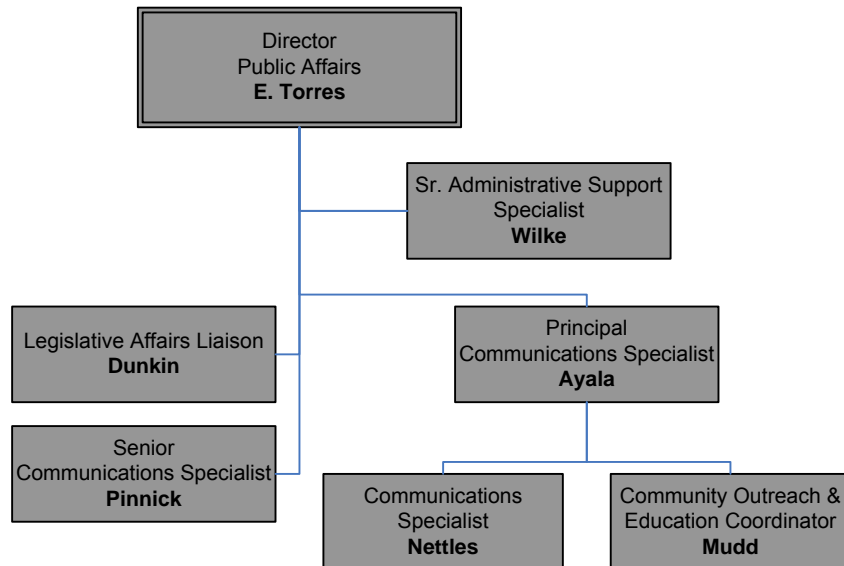 Director
Public Affairs
E. Torres
Sr. Administrative Support
Specialist
Wilke
Legislative Affairs Liaison
Dunkin
Principal
Communications Specialist
Ayala
Senior
Communications Specialist
Pinnick
Communications
Specialist
Nettles
Community Outreach &
Education Coordinator
Mudd